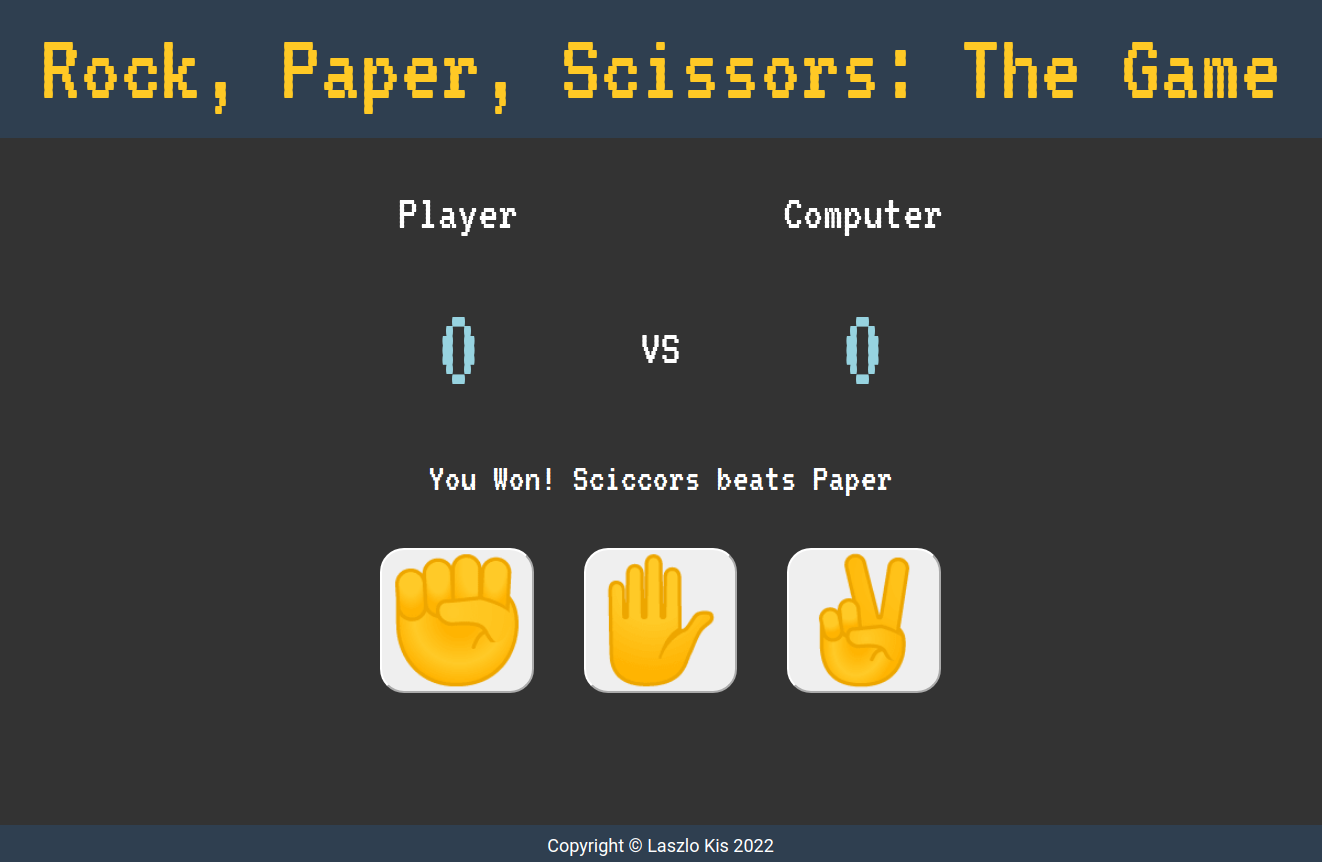 Rock, Paper, Scissors: The Game
Player
Computer
0
VS
0
You Won! Sciccors beats Paper
Copyright © Laszlo Kis 2022